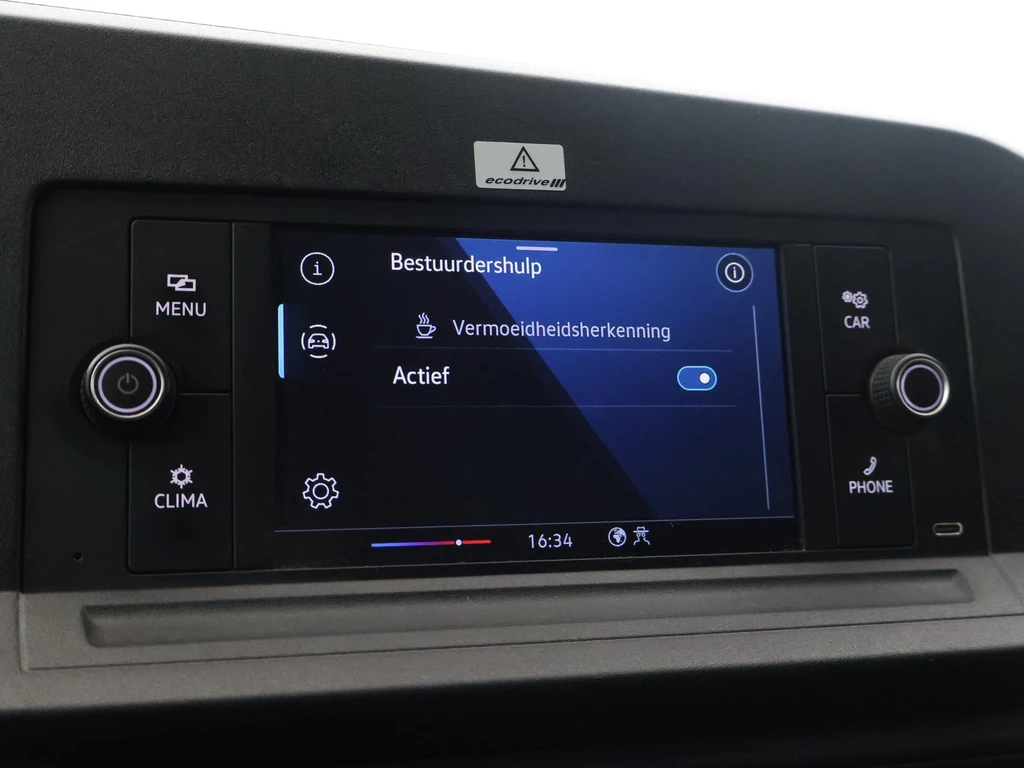 ecodrive
MENU
CLIMA
Bestuurdershulp
Vermoeidheidsherkenning
Actief
16:34
CAR
PHONE